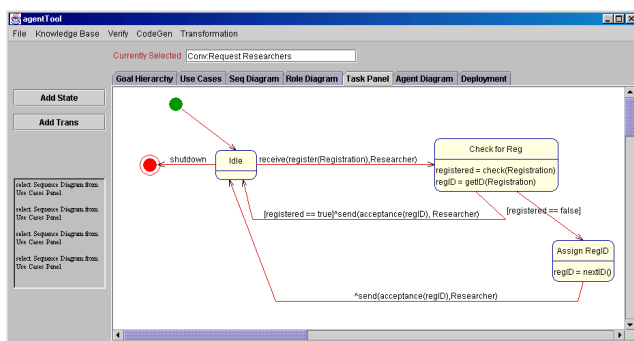 agentTool
File Knowledge Base Verify CodeGen Transformation
Currently Selected Conv:Request Researchers
Goal Hierarchy Use Cases Seq Diagram Role Diagram Task Panel Agent Diagram Deployment
Add State
Add Trans
select Sequence Diagram from
Use Cases Panel
select Sequence Diagram from
Use Cases Panel
select Sequence Diagram from
Use Cases Panel
select Sequence Diagram from
Use Cases Panel
shutdown
Idle
receive(register(Registration),Researcher)
Check for Reg
registered = check(Registration)
regID = getID(Registration)
[registered == true]^send(acceptance(regID), Researcher)
[registered == false]
Assign RegID
regID = nextID()
^send(acceptance(regID),Researcher)